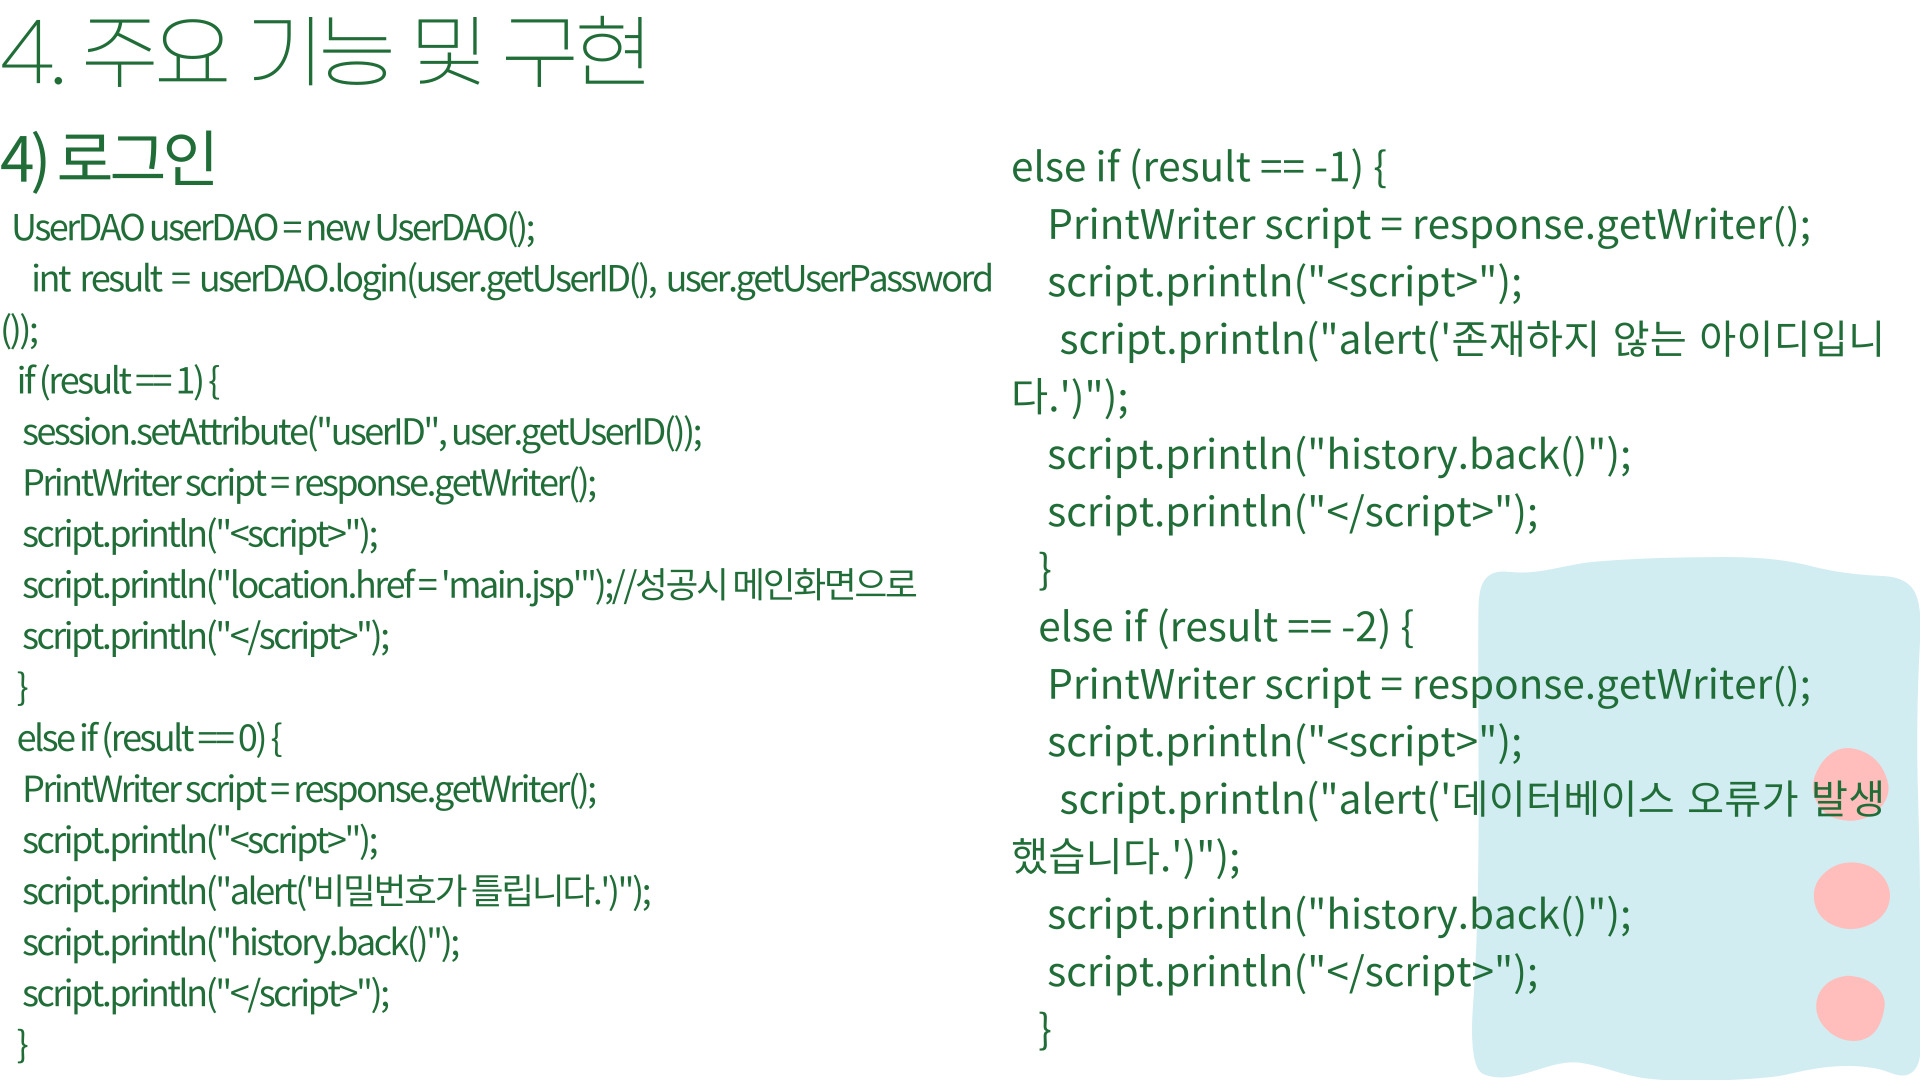 4. 주요 기능 및 구현
4) 로그인
UserDAO userDAO = new UserDAO();
int result = userDAO.login(user.getUserID(), user.getUserPassword
());
if (result == 1) {
session.setAttribute("userID", user.getUserID());
PrintWriter script = response.getWriter();
script.println("<script>");
script.println("location.href = 'main.jsp'");//성공시 메인화면으로
script.println("</script>");
}
else if (result == 0) {
PrintWriter script = response.getWriter();
script.println("<script>");
script.println("alert('비밀번호가 틀립니다.')");
script.println("history.back()");
script.println("</script>");
}
else if (result == -1) {
PrintWriter script = response.getWriter();
script.println("<script>");
script.println("alert('존재하지 않는 아이디입니
다.')");
script.println("history.back()");
script.println("</script>");
}
else if (result == -2) {
PrintWriter script = response.getWriter();
script.println("<script>");
script.println("alert('데이터베이스 오류가 발생
했습니다.')");
script.println("history.back()");
script.println("</script>");
}